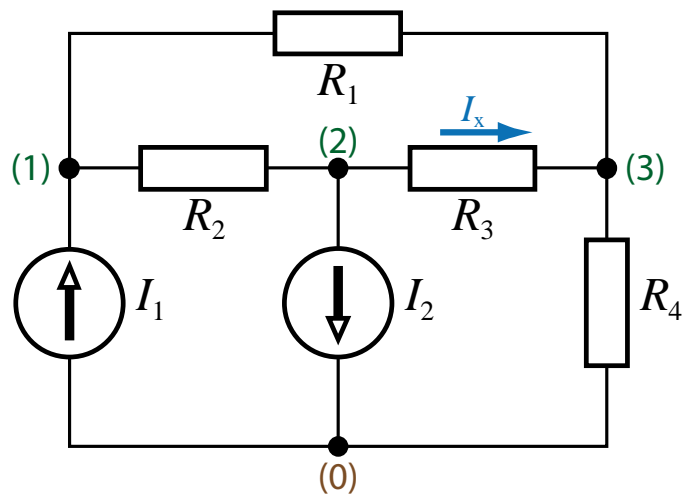 R₁
Iₓ
(1)
(2)
(3)
R₂
R₃
I₁
I₂
R₄
(0)